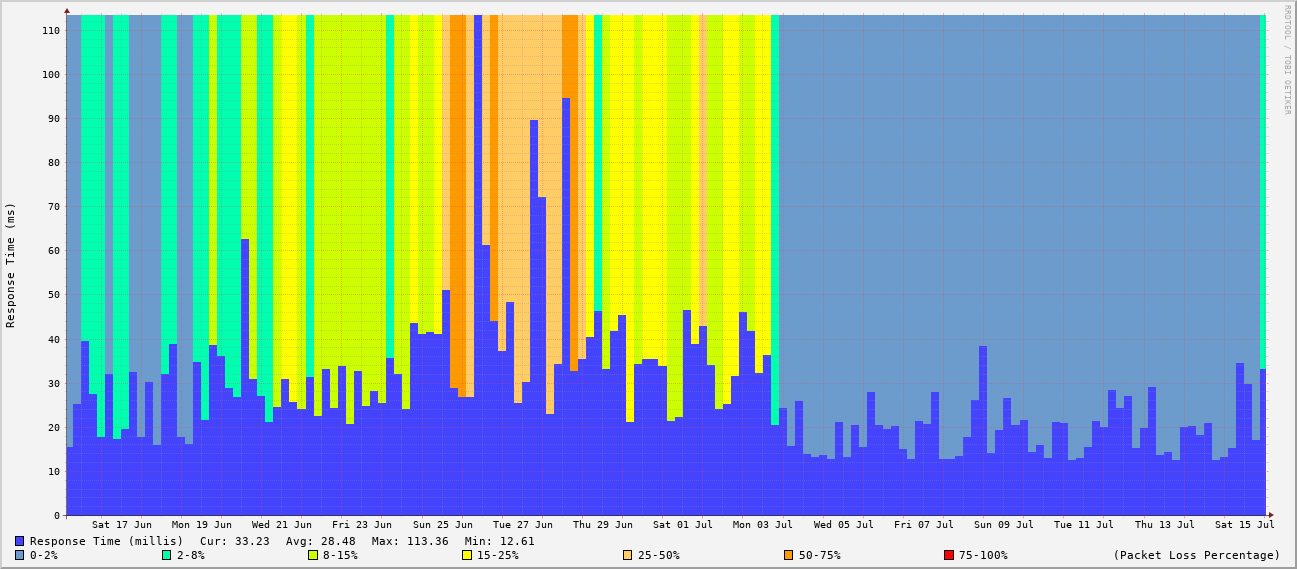 RRDTOOL / TOBI OETIKER
Response Time (ms)
110
100
90
80
70
60
50
40
30
20
10
0
Sat 17 Jun Mon 19 Jun Wed 21 Jun Fri 23 Jun Sun 25 Jun Tue 27 Jun Thu 29 Jun Sat 01 Jul Mon 03 Jul Wed 05 Jul Fri 07 Jul Sun 09 Jul Tue 11 Jul Thu 13 Jul Sat 15 Jul
Response Time (millis) Cur: 33.23 Avg: 28.48 Max: 113.36 Min: 12.61
0-2% 2-8% 8-15% 15-25% 25-50% 50-75% 75-100% (Packet Loss Percentage)